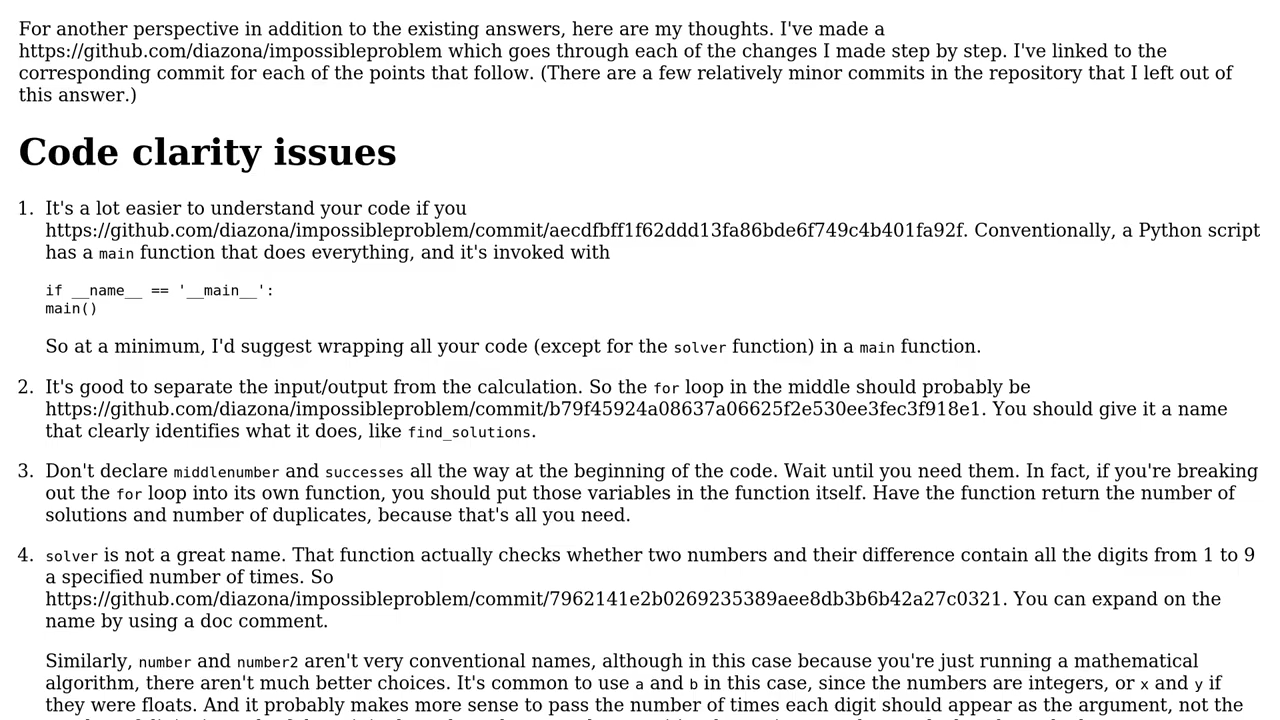 For another perspective in addition to the existing answers, here are my thoughts. I've made a
https://github.com/diazona/impossibleproblem which goes through each of the changes I made step by step. I've linked to the
corresponding commit for each of the points that follow. (There are a few relatively minor commits in the repository that I left out of
this answer.)
Code clarity issues
1. It's a lot easier to understand your code if you
https://github.com/diazona/impossibleproblem/commit/aecdfbff1f62ddd13fa86bde6f749c4b401fa92f. Conventionally, a Python script
has a main function that does everything, and it's invoked with
if __name__ == '__main__':
main()
So at a minimum, I'd suggest wrapping all your code (except for the solver function) in a main function.
2. It's good to separate the input/output from the calculation. So the for loop in the middle should probably be
https://github.com/diazona/impossibleproblem/commit/b79f45924a08637a06625f2e530ee3fec3f918e1. You should give it a name
that clearly identifies what it does, like find_solutions.
3. Don't declare middlenumber and successes all the way at the beginning of the code. Wait until you need them. In fact, if you're breaking
out the for loop into its own function, you should put those variables in the function itself. Have the function return the number of
solutions and number of duplicates, because that's all you need.
4. solver is not a great name. That function actually checks whether two numbers and their difference contain all the digits from 1 to 9
a specified number of times. So
https://github.com/diazona/impossibleproblem/commit/7962141e2b0269235389aee8db3b6b42a27c0321. You can expand on the
name by using a doc comment.
Similarly, number and number2 aren't very conventional names, although in this case because you're just running a mathematical
algorithm, there aren't much better choices. It's common to use a and b in this case, since the numbers are integers, or x and y if
they were floats. And it probably makes more sense to pass the number of times each digit should appear as the argument, not the